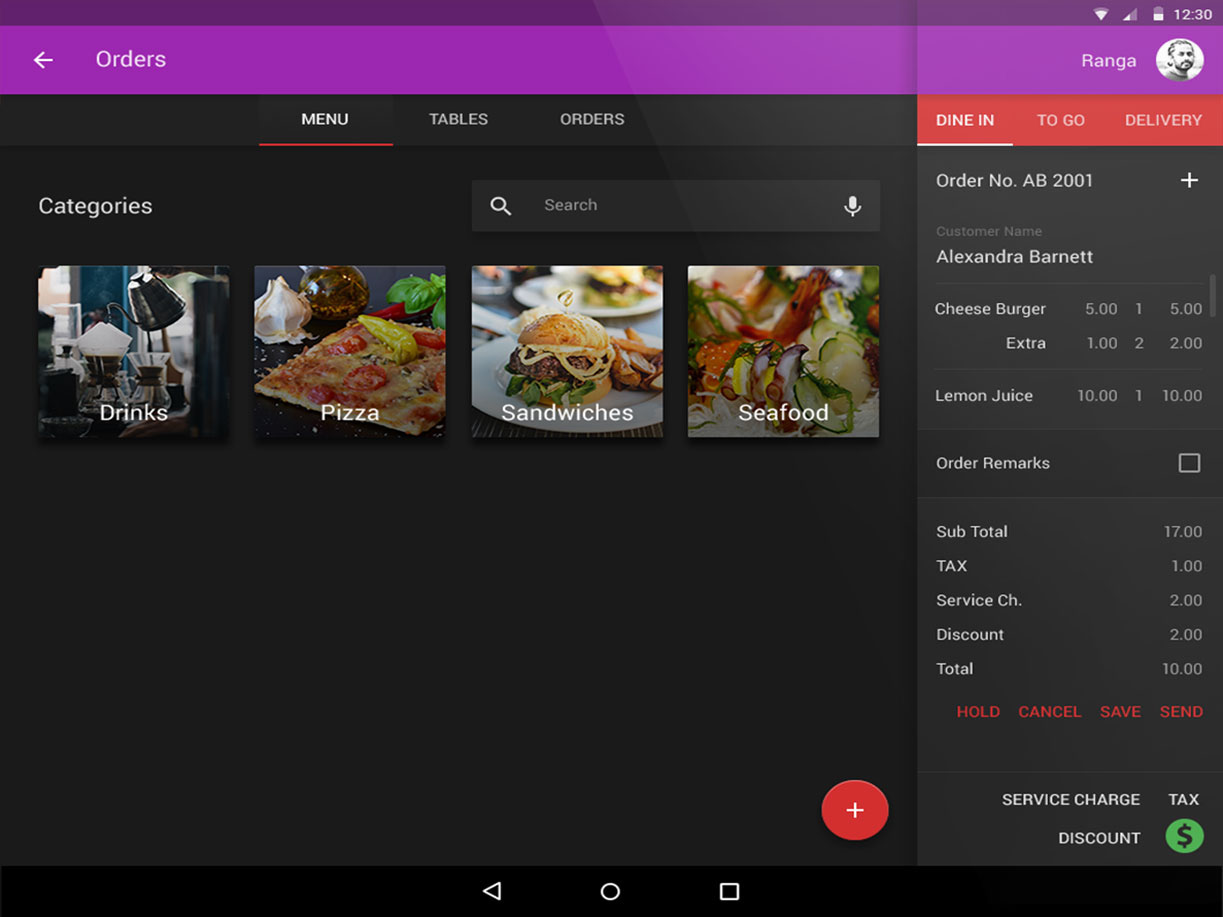 12:30
Orders
Ranga
MENU TABLES ORDERS
DINE IN TO GO DELIVERY
Categories
Search
Drinks
Pizza
Sandwiches
Seafood
Order No. AB 2001
Customer Name
Alexandra Barnett
Cheese Burger 5.00 1 5.00
Extra 1.00 2 2.00
Lemon Juice 10.00 1 10.00
Order Remarks
Sub Total 17.00
TAX 1.00
Service Ch. 2.00
Discount 2.00
Total 10.00
HOLD CANCEL SAVE SEND
SERVICE CHARGE TAX
DISCOUNT $